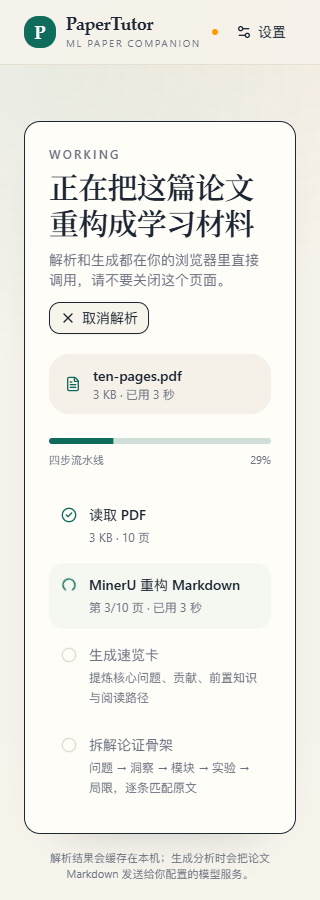 P
PaperTutor
ML PAPER COMPANION
设置
WORKING
正在把这篇论文
重构成学习材料
解析和生成都在你的浏览器里直接
调用，请不要关闭这个页面。
取消解析
ten-pages.pdf
3 KB · 已用 3 秒
四步流水线
29%
读取 PDF
3 KB · 10 页
MinerU 重构 Markdown
第 3/10 页 · 已用 3 秒
生成速览卡
提炼核心问题、贡献、前置知识
与阅读路径
拆解论证骨架
问题 → 洞察 → 模块 → 实验 →
局限，逐条匹配原文
解析结果会缓存在本机；生成分析时会把论文
Markdown 发送给你配置的模型服务。